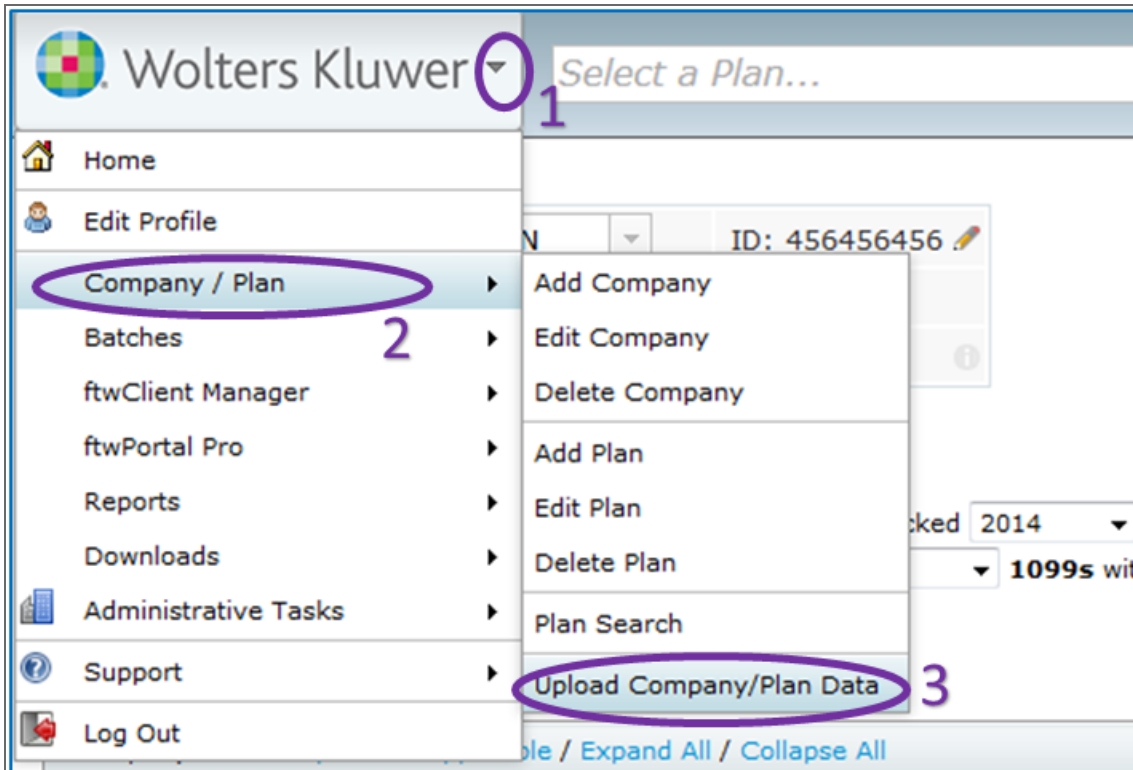 Wolters Kluwer
1
Select a Plan...
Home
Edit Profile
N
ID: 456456456
Company / Plan
2
Batches
ftwClient Manager
ftwPortal Pro
Reports
Downloads
Administrative Tasks
Support
Log Out
Add Company
Edit Company
Delete Company
Add Plan
Edit Plan
Delete Plan
Plan Search
Upload Company/Plan Data
3
cked 2014
1099s wit
ble / Expand All / Collapse All